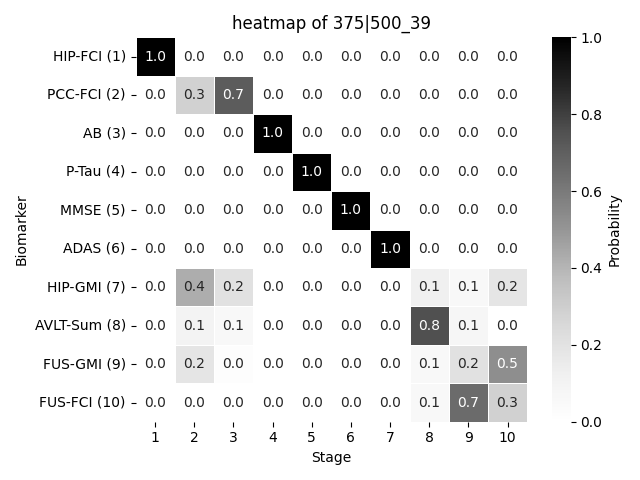 heatmap of 375|500_39
Biomarker
HIP-FCI (1) 1.0 0.0 0.0 0.0 0.0 0.0 0.0 0.0 0.0 0.0
PCC-FCI (2) 0.0 0.3 0.7 0.0 0.0 0.0 0.0 0.0 0.0 0.0
AB (3) 0.0 0.0 0.0 1.0 0.0 0.0 0.0 0.0 0.0 0.0
P-Tau (4) 0.0 0.0 0.0 0.0 1.0 0.0 0.0 0.0 0.0 0.0
MMSE (5) 0.0 0.0 0.0 0.0 0.0 1.0 0.0 0.0 0.0 0.0
ADAS (6) 0.0 0.0 0.0 0.0 0.0 0.0 1.0 0.0 0.0 0.0
HIP-GMI (7) 0.0 0.4 0.2 0.0 0.0 0.0 0.0 0.1 0.1 0.2
AVLT-Sum (8) 0.0 0.1 0.1 0.0 0.0 0.0 0.0 0.8 0.1 0.0
FUS-GMI (9) 0.0 0.2 0.0 0.0 0.0 0.0 0.0 0.1 0.2 0.5
FUS-FCI (10) 0.0 0.0 0.0 0.0 0.0 0.0 0.0 0.1 0.7 0.3
1 2 3 4 5 6 7 8 9 10
Stage
1.0
0.8
0.6
0.4
0.2
0.0
Probability